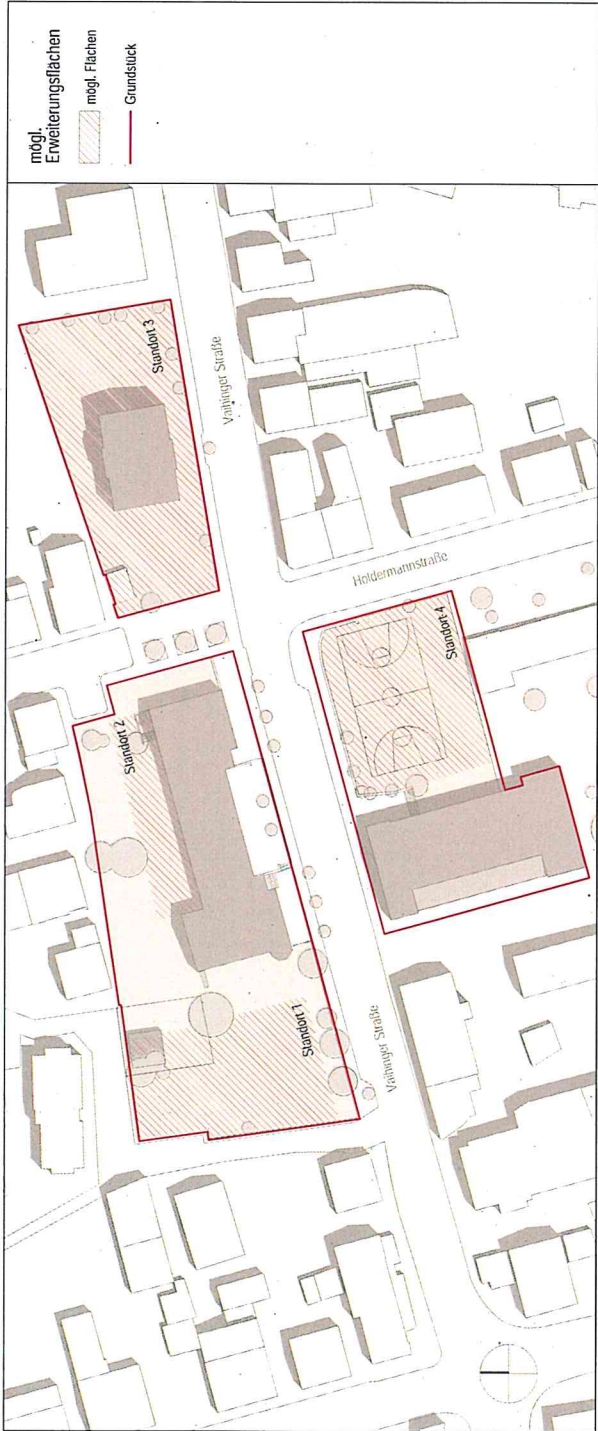 mögl.
Erweiterungsflächen
mögl. Flächen
Grundstück
Standort 3
Vaihinger Straße
Holdermannstraße
Standort 2
Standort 4
Standort 1
Vaihinger Straße